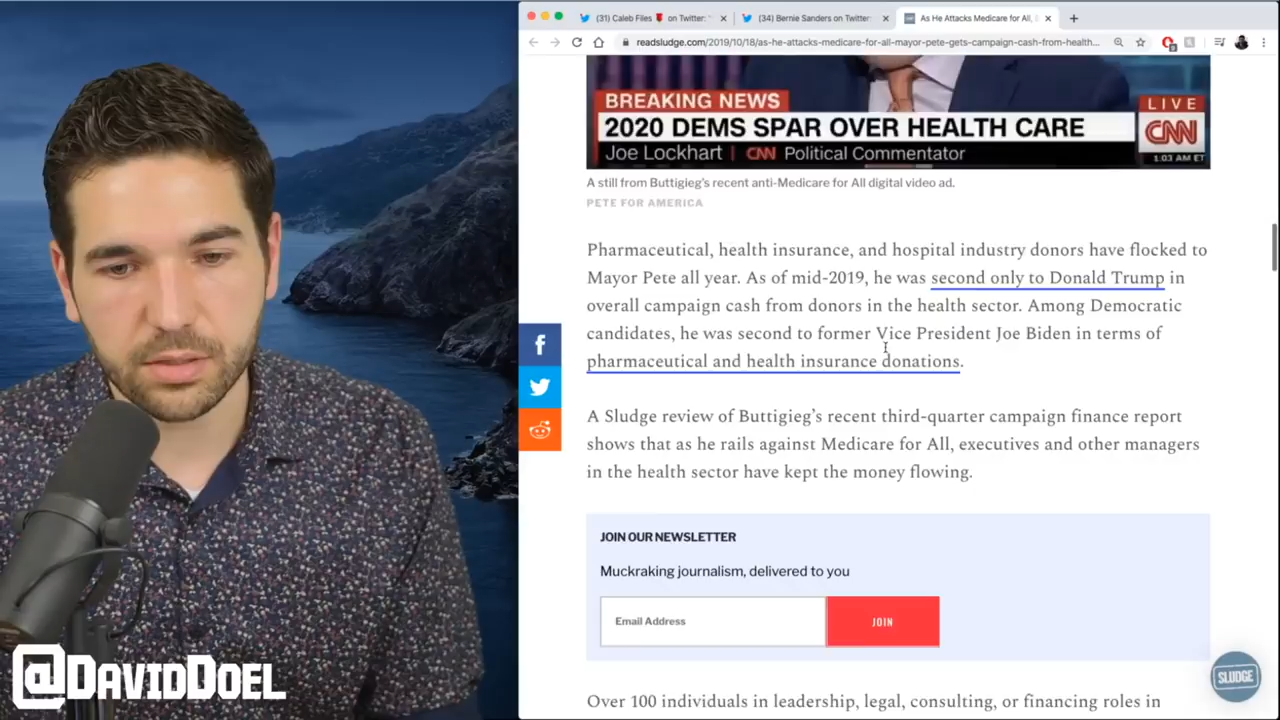 (31) Caleb Files
on Twitter: "
(34) Bernie Sanders on Twitter:
As He Attacks Medicare for All,
readsludge.com/2019/10/18/as-he-attacks-medicare-for-all-mayor-pete-gets-campaign-cash-from-health...
BREAKING NEWS
2020 DEMS SPAR OVER HEALTH CARE
Joe Lockhart | CNN Political Commentator
LIVE
CNN
1:03 AM ET
A still from Buttigieg's recent anti-Medicare for All digital video ad.
PETE FOR AMERICA
Pharmaceutical, health insurance, and hospital industry donors have flocked to
Mayor Pete all year. As of mid-2019, he was second only to Donald Trump in
overall campaign cash from donors in the health sector. Among Democratic
candidates, he was second to former Vice President Joe Biden in terms of
pharmaceutical and health insurance donations.
A Sludge review of Buttigieg's recent third-quarter campaign finance report
shows that as he rails against Medicare for All, executives and other managers
in the health sector have kept the money flowing.
JOIN OUR NEWSLETTER
Muckraking journalism, delivered to you
Email Address
JOIN
SLUDGE
Over 100 individuals in leadership, legal, consulting, or financing roles in
@DAVIDDOEL